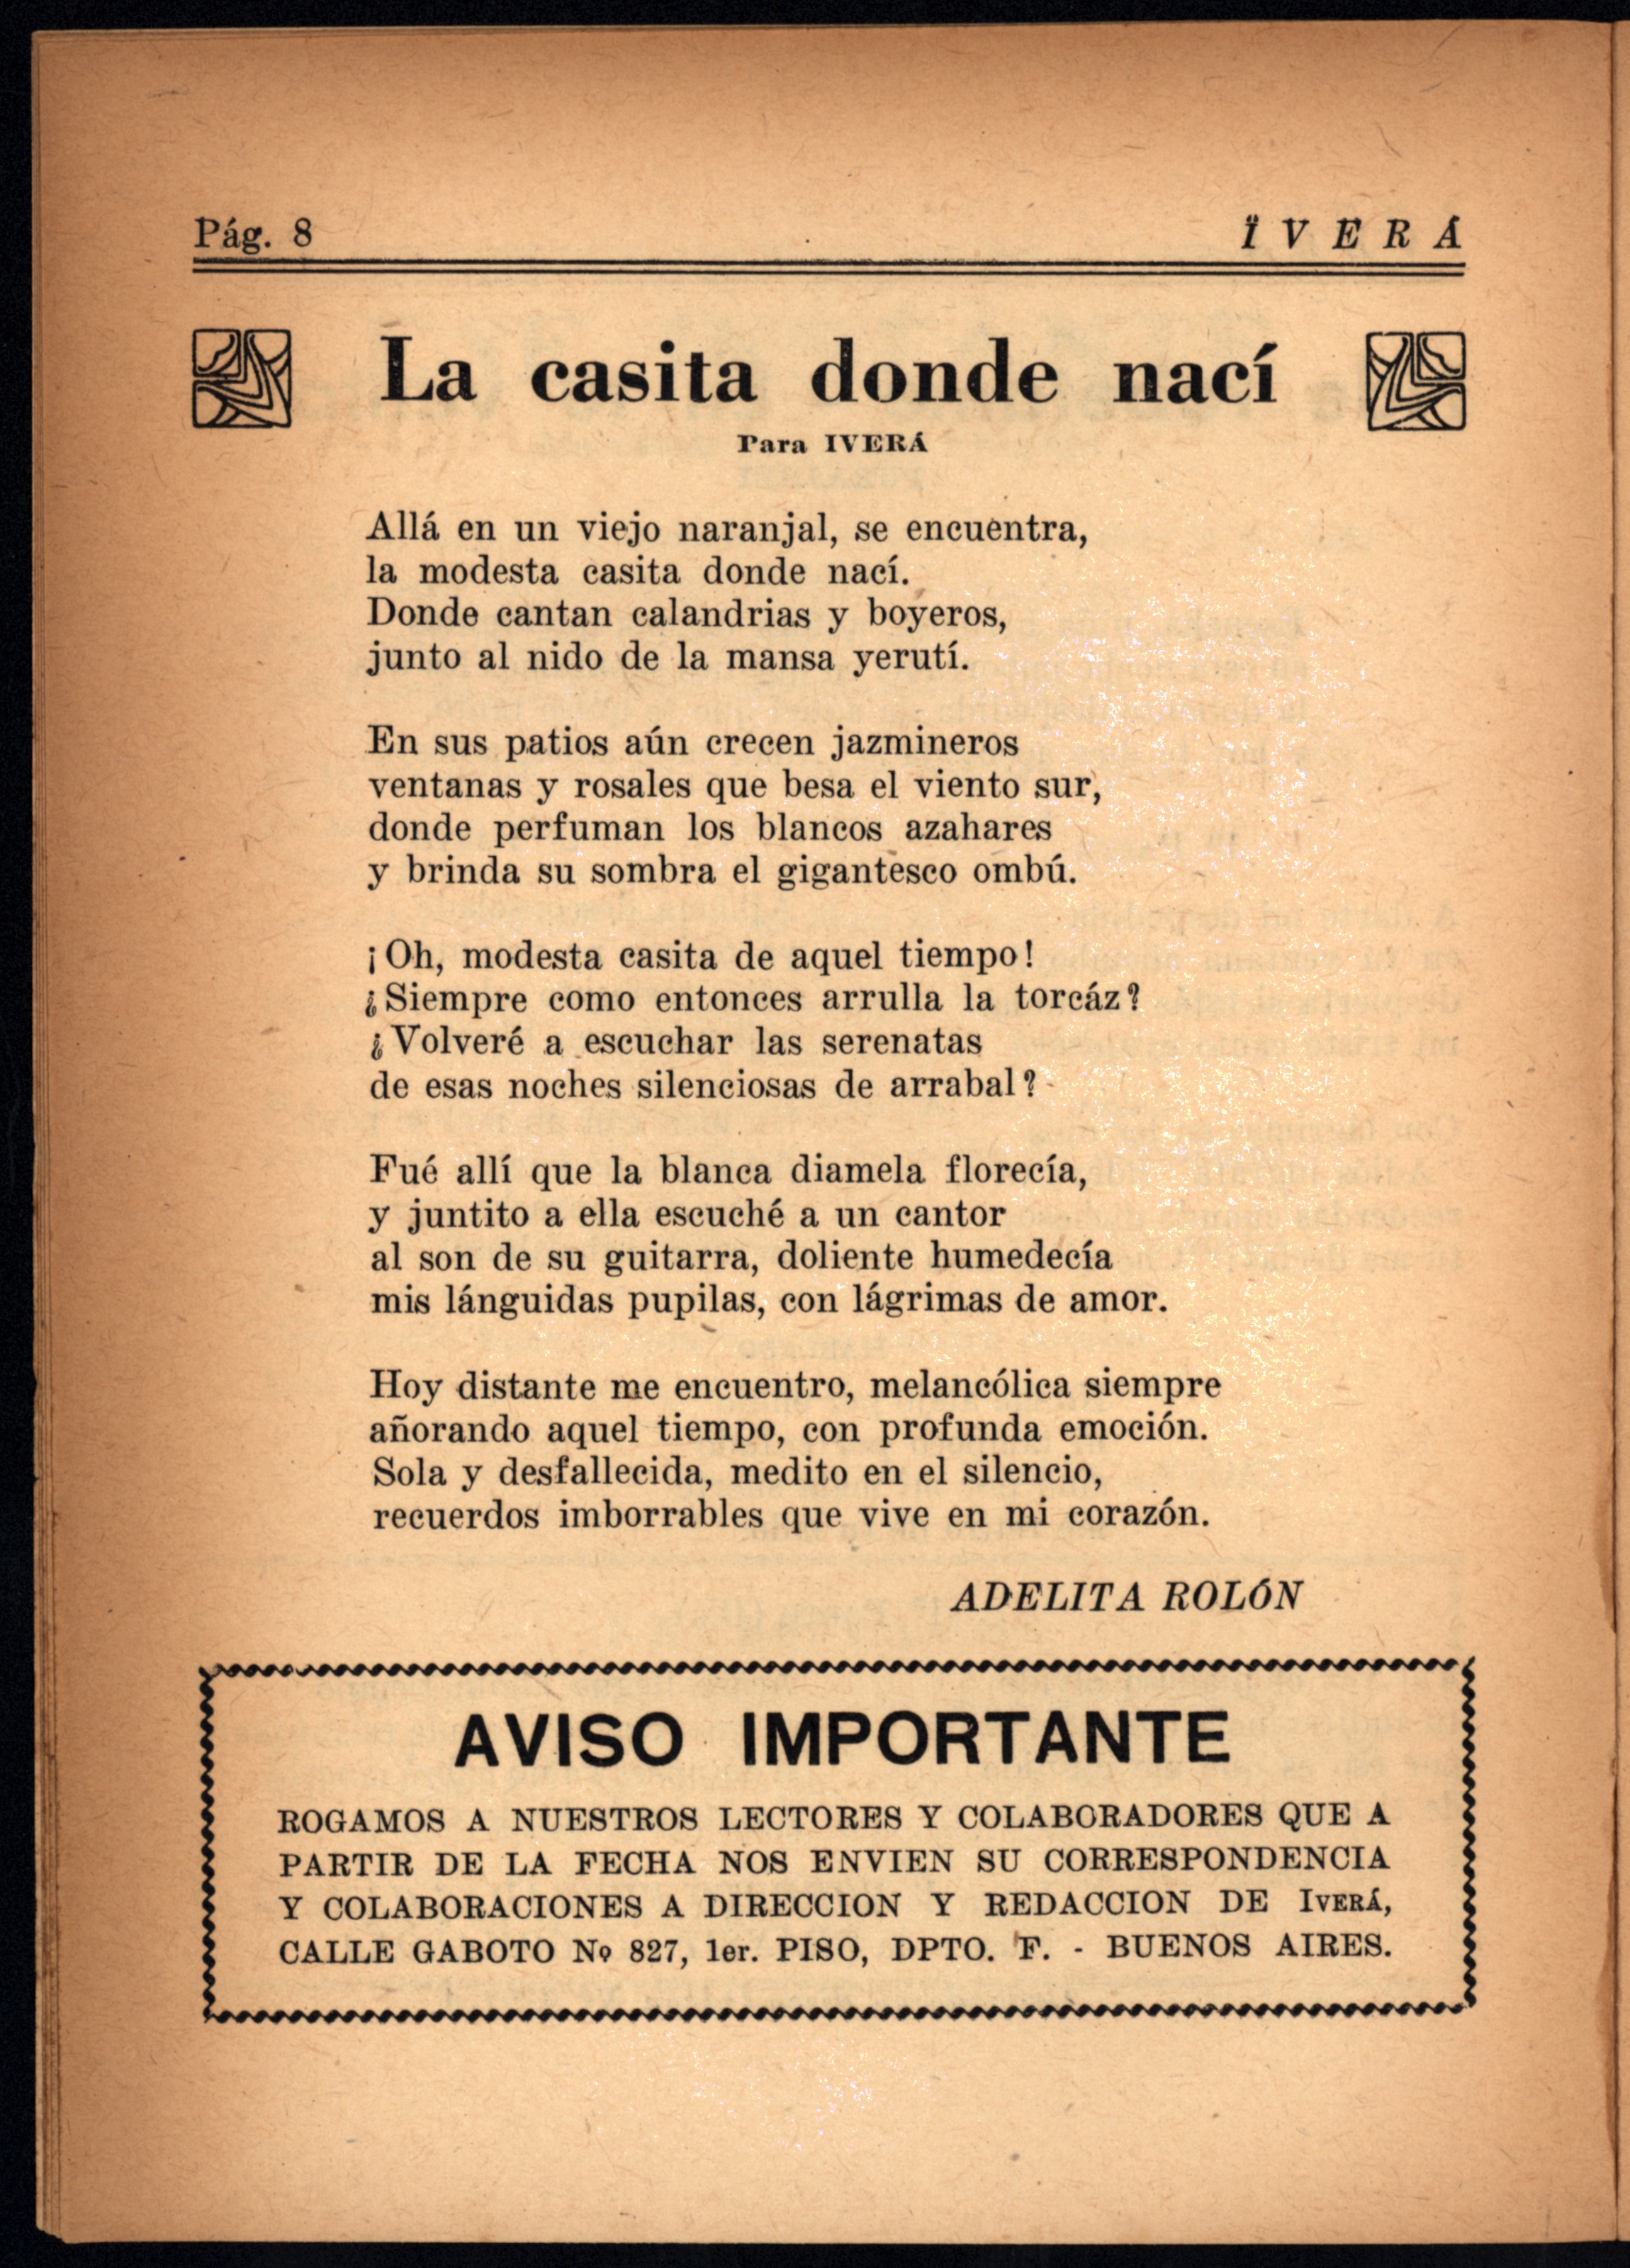 Pág. 8
ÏVERÁ
La casita donde nací
Para IVERÁ
Allá en un viejo naranjal, se encuentra,
la modesta casita donde nací.
Donde cantan calandrias y boyeros,
junto al nido de la mansa yerutí.
En sus patios aún crecen jazmineros
ventanas y rosales que besa el viento sur,
donde perfuman los blancos azahares
y brinda su sombra el gigantesco ombú.
¡Oh, modesta casita de aquel tiempo!
¿Siempre como entonces arrulla la torcáz?
¿Volveré a escuchar las serenatas
de esas noches silenciosas de arrabal?
Fué allí que la blanca diamela florecía,
y juntito a ella escuché a un cantor
al son de su guitarra, doliente humedecía
mis lánguidas pupilas, con lágrimas de amor.
Hoy distante me encuentro, melancólica siempre
añorando aquel tiempo, con profunda emoción.
Sola y desfallecida, medito en el silencio,
recuerdos imborrables que vive en mi corazón.
ADELITA ROLÓN
AVISO IMPORTANTE
ROGAMOS A NUESTROS LECTORES Y COLABORADORES QUE A
PARTIR DE LA FECHA NOS ENVIEN SU CORRESPONDENCIA
Y COLABORACIONES A DIRECCION Y REDACCION DE IVERÁ,
CALLE GABOTO Nº 827, 1er. PISO, DPTO. F. - BUENOS AIRES.